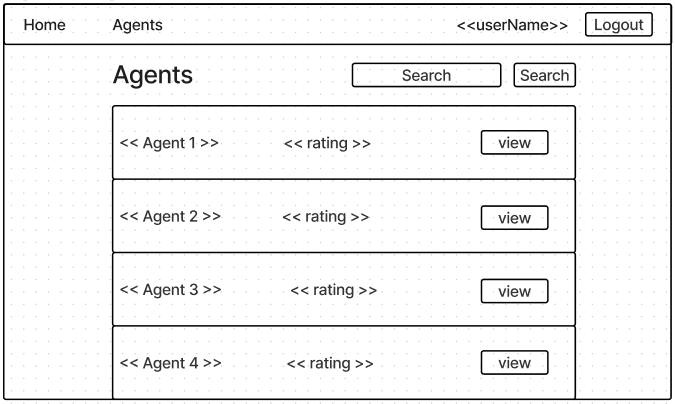 Home Agents <<userName>> Logout
Agents Search Search
<< Agent 1 >> << rating >> view
<< Agent 2 >> << rating >> view
<< Agent 3 >> << rating >> view
<< Agent 4 >> << rating >> view